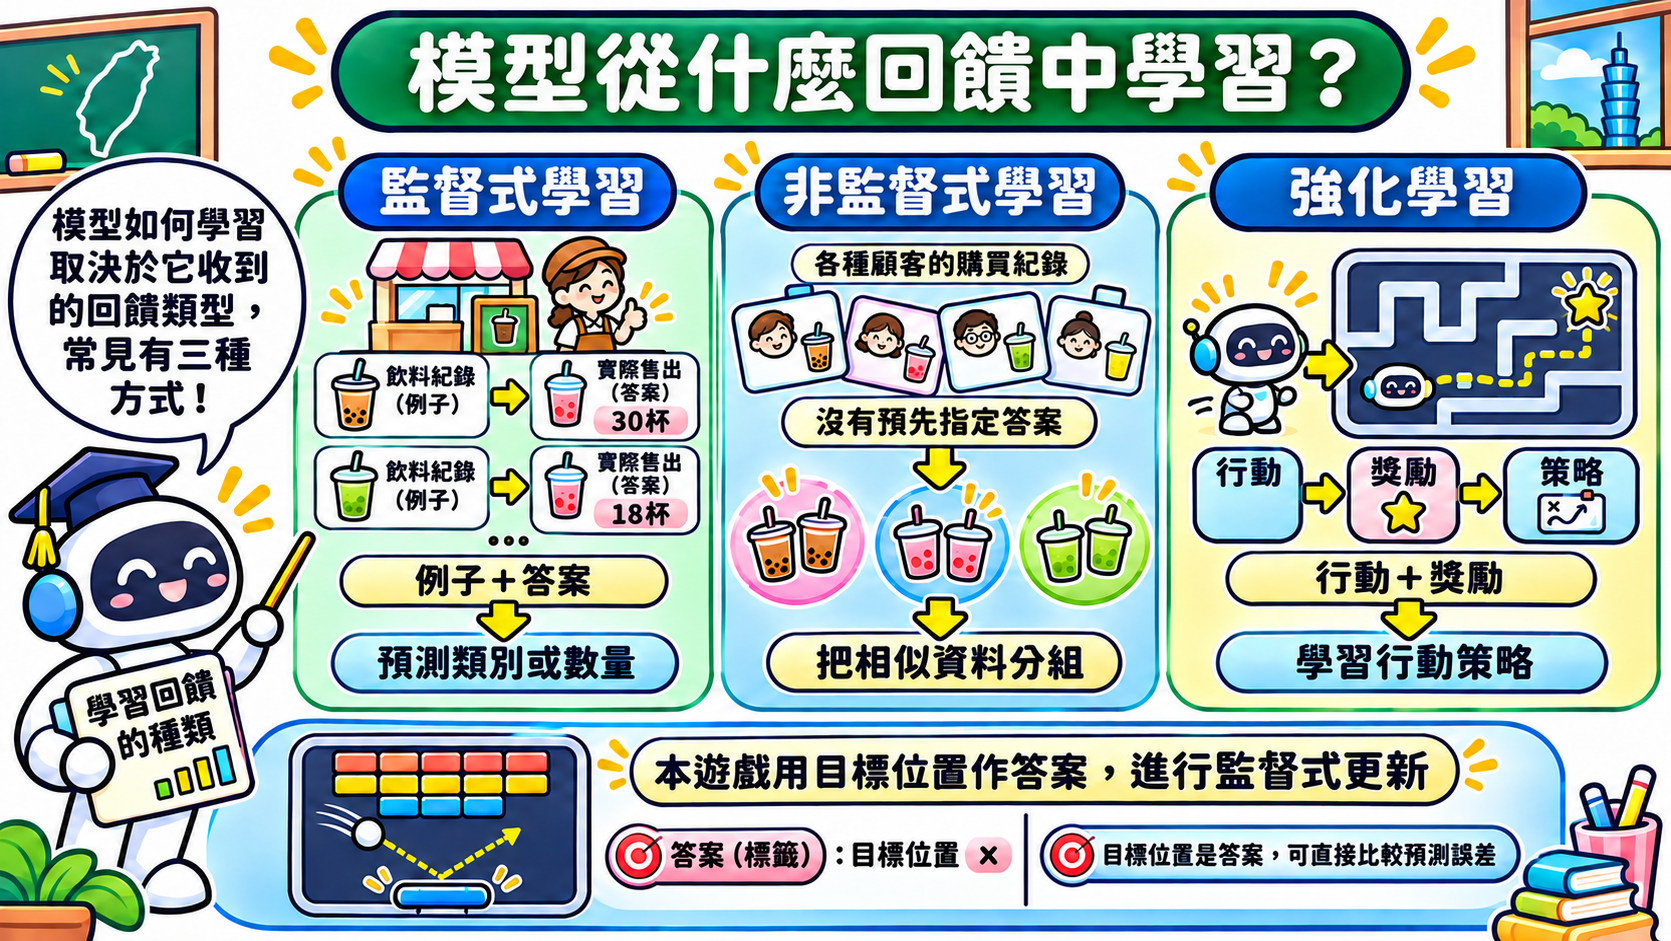 模型從什麼回饋中學習？
模型如何學習
取決於它收到
的回饋類型，
常見有三種
方式！
學習回饋
的種類
監督式學習
飲料紀錄
（例子）
實際售出
（答案）
30杯
飲料紀錄
（例子）
實際售出
（答案）
18杯
...
例子＋答案
預測類別或數量
非監督式學習
各種顧客的購買紀錄
沒有預先指定答案
把相似資料分組
強化學習
行動
獎勵
策略
行動＋獎勵
學習行動策略
本遊戲用目標位置作答案，進行監督式更新
答案（標籤）：目標位置 x
目標位置是答案，可直接比較預測誤差